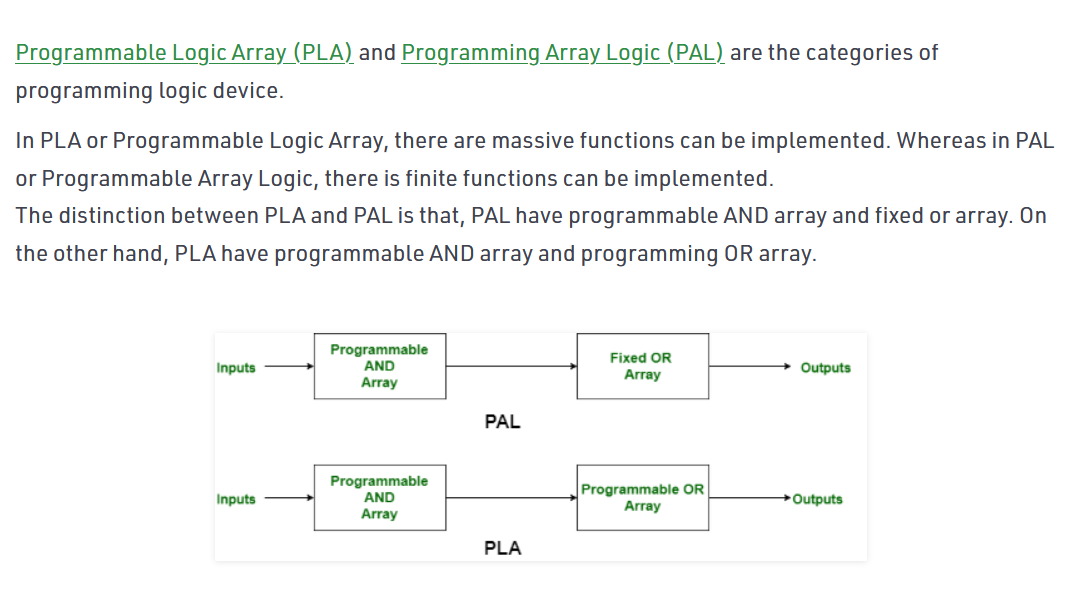 Programmable Logic Array (PLA) and Programming Array Logic (PAL) are the categories of
programming logic device.
In PLA or Programmable Logic Array, there are massive functions can be implemented. Whereas in PAL
or Programmable Array Logic, there is finite functions can be implemented.
The distinction between PLA and PAL is that, PAL have programmable AND array and fixed or array. On
the other hand, PLA have programmable AND array and programming OR array.
Inputs
Programmable
AND
Array
Fixed OR
Array
Outputs
PAL
Inputs
Programmable
AND
Array
Programmable OR
Array
Outputs
PLA